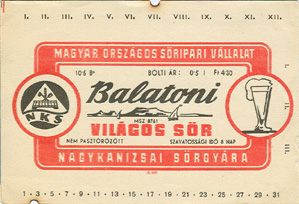 I. II. III. IV. V. VI. VII. VIII. IX. X. XI. XII.
MAGYAR ORSZÁGOS SÖRIPARI VÁLLALAT
10·5 B° BOLTI ÁR: 0·5 l Ft 4·30
Balatoni
NKS
MSZ 8761
VILÁGOS SÖR
NEM PASZTŐRÖZÖTT SZAVATOSSÁGI IDŐ 8 NAP
NAGYKANIZSAI SÖRGYÁRA
I.
II.
III.
1 · 3 · 5 · 7 · 9 · 11 · 13 · 15 · 17 · 19 · 21 · 23 · 25 · 27 · 29 · 31